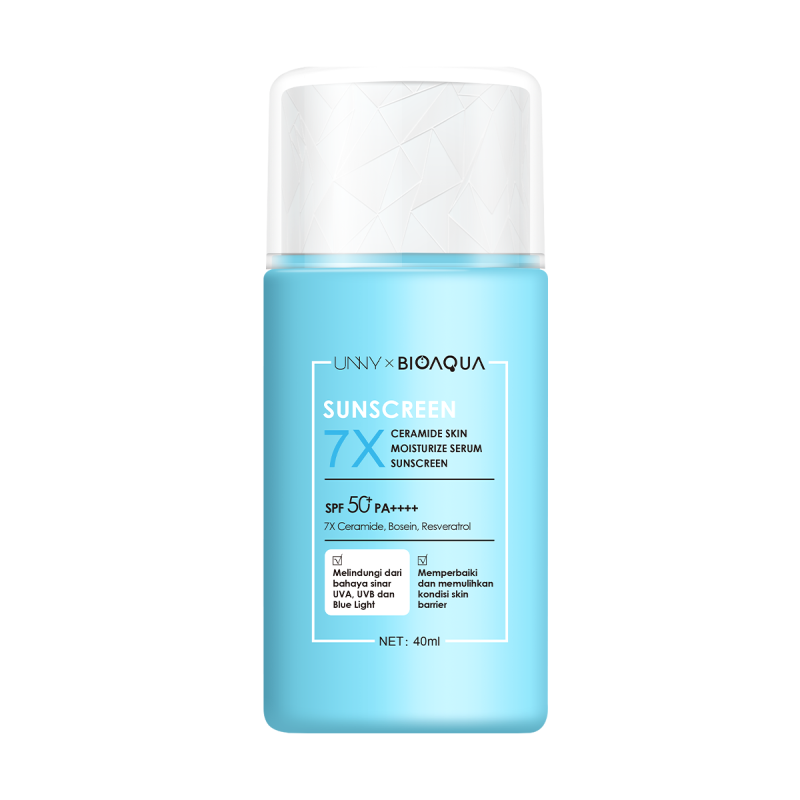 UNNY × BIOAQUA
SUNSCREEN
7X CERAMIDE SKIN
MOISTURIZE SERUM
SUNSCREEN
SPF 50+ PA++++
7X Ceramide, Bosein, Resveratrol
Melindungi dari
bahaya sinar
UVA, UVB dan
Blue Light
Memperbaiki
dan memulihkan
kondisi skin
barrier
NET: 40ml